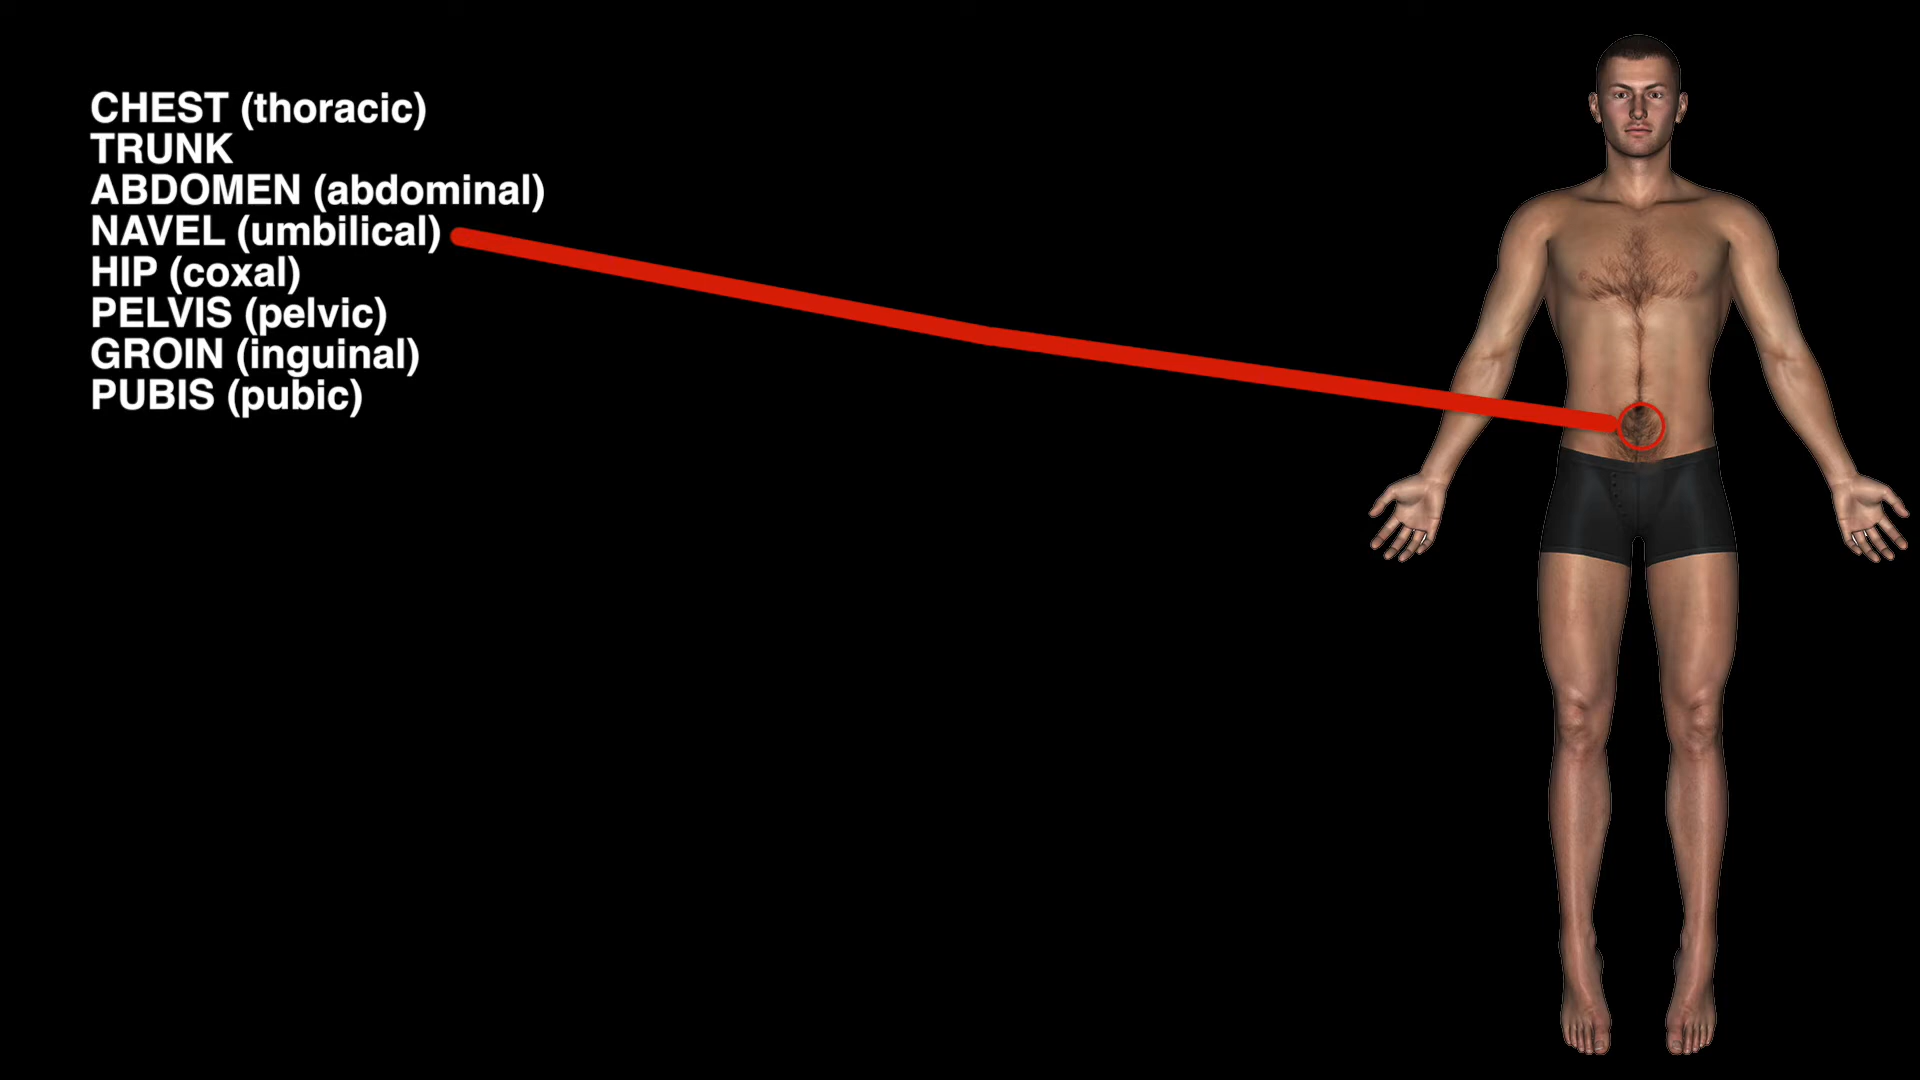 CHEST (thoracic)
TRUNK
ABDOMEN (abdominal)
NAVEL (umbilical)
HIP (coxal)
PELVIS (pelvic)
GROIN (inguinal)
PUBIS (pubic)